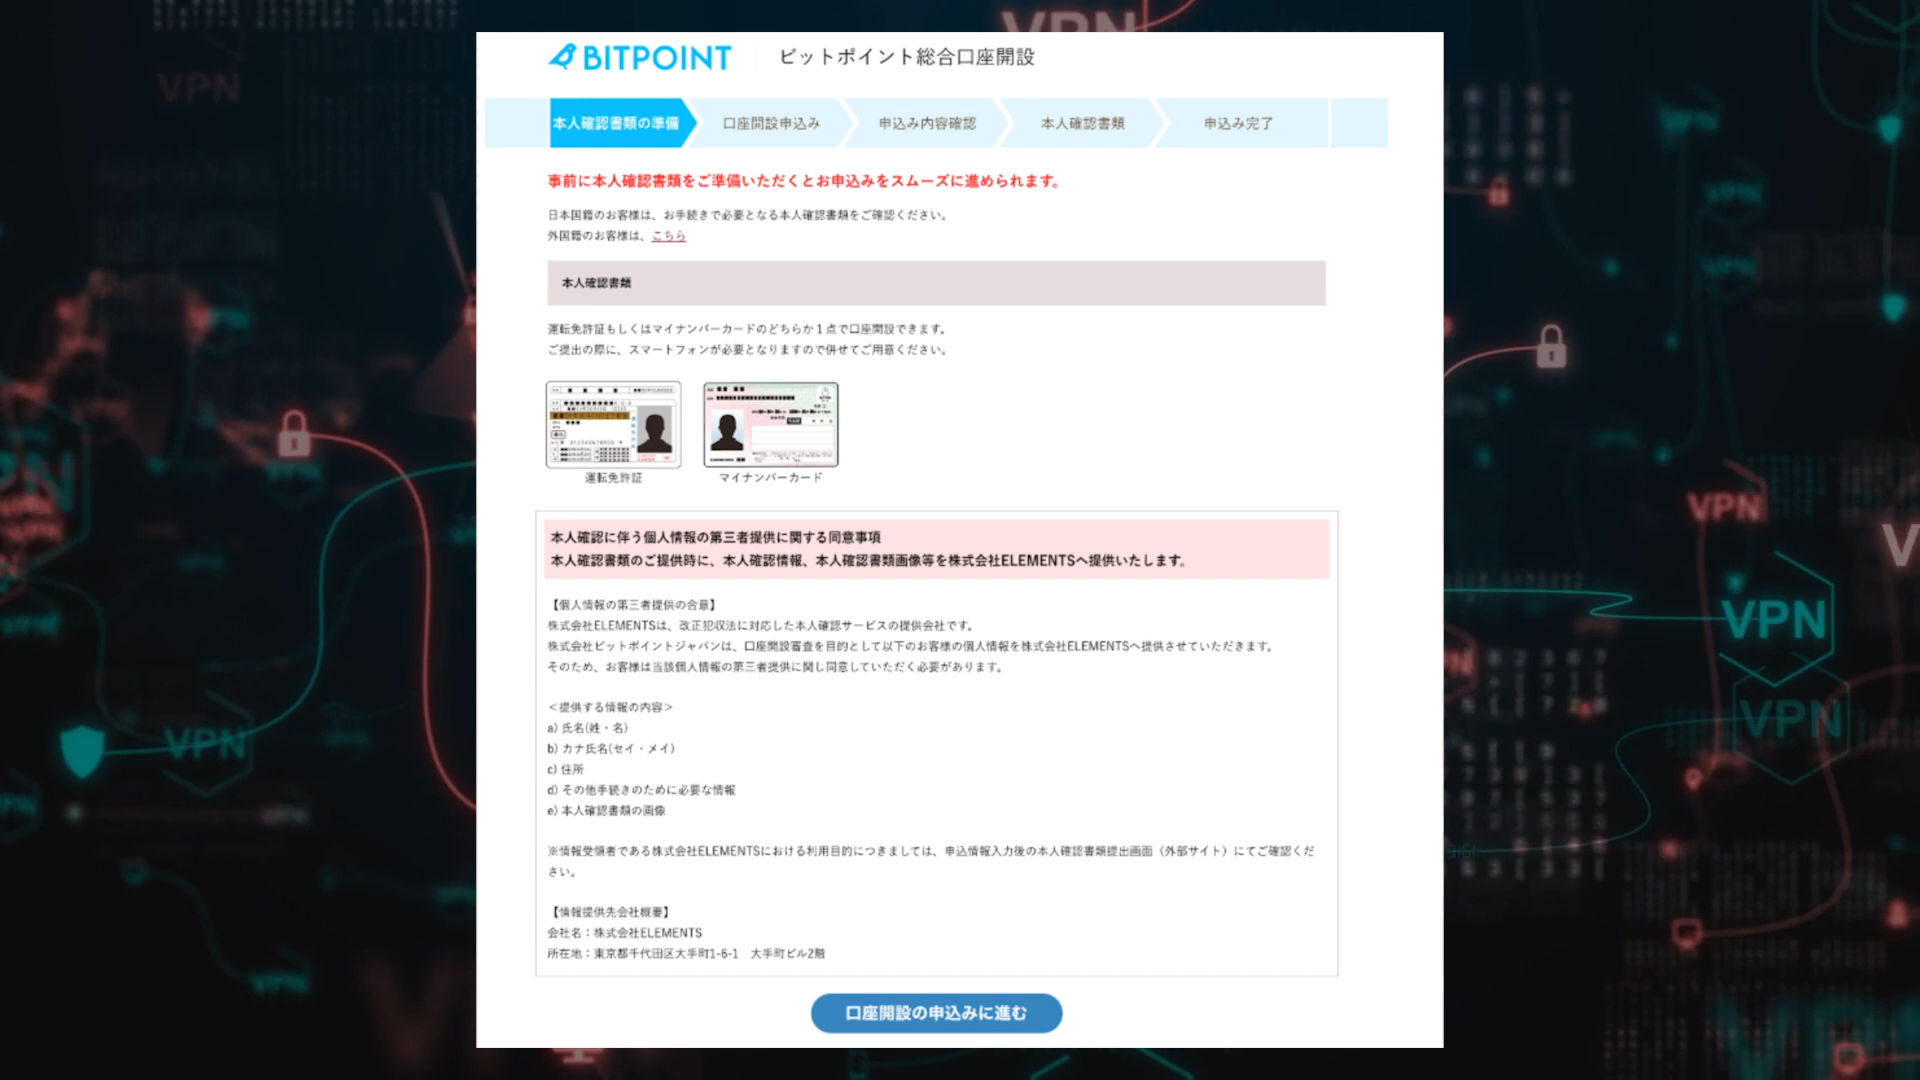 BITPOINT ビットポイント総合口座開設
本人確認書類の準備 口座開設申込み 申込み内容確認 本人確認書類 申込み完了
事前に本人確認書類をご準備いただくとお申込みをスムーズに進められます。
日本国籍のお客様は、お手続きで必要となる本人確認書類をご確認ください。
外国籍のお客様は、こちら
本人確認書類
運転免許証もしくはマイナンバーカードのどちらか1点で口座開設できます。
ご提出の際に、スマートフォンが必要となりますので併せてご用意ください。
運転免許証 マイナンバーカード
本人確認に伴う個人情報の第三者提供に関する同意事項
本人確認書類のご提供時に、本人確認情報、本人確認書類画像等を株式会社ELEMENTSへ提供いたします。
【個人情報の第三者提供の合意】
株式会社ELEMENTSは、改正犯収法に対応した本人確認サービスの提供会社です。
株式会社ビットポイントジャパンは、口座開設審査を目的として以下のお客様の個人情報を株式会社ELEMENTSへ提供させていただきます。
そのため、お客様は当該個人情報の第三者提供に関し同意していただく必要があります。
＜提供する情報の内容＞
a) 氏名(姓・名)
b) カナ氏名(セイ・メイ)
c) 住所
d) その他手続きのために必要な情報
e) 本人確認書類の画像
※情報受領者である株式会社ELEMENTSにおける利用目的につきましては、申込情報入力後の本人確認書類提出画面（外部サイト）にてご確認くだ
さい。
【情報提供先会社概要】
会社名：株式会社ELEMENTS
所在地：東京都千代田区大手町1-6-1　大手町ビル2階
口座開設の申込みに進む
VPN
VPN
VPN
VPN
VPN
VPN